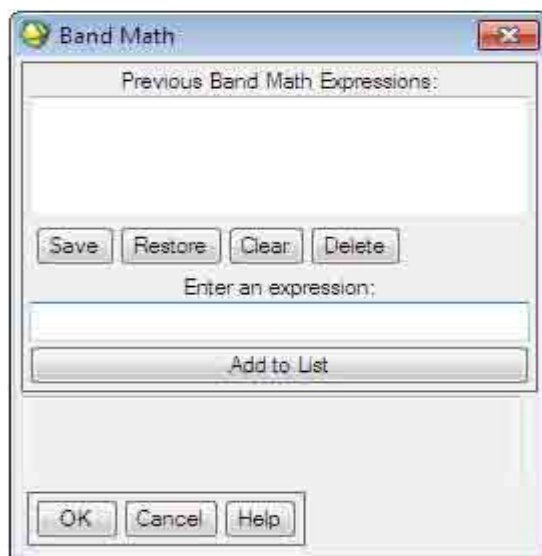 Band Math
Previous Band Math Expressions:
Save Restore Clear Delete
Enter an expression:
Add to List
OK Cancel Help